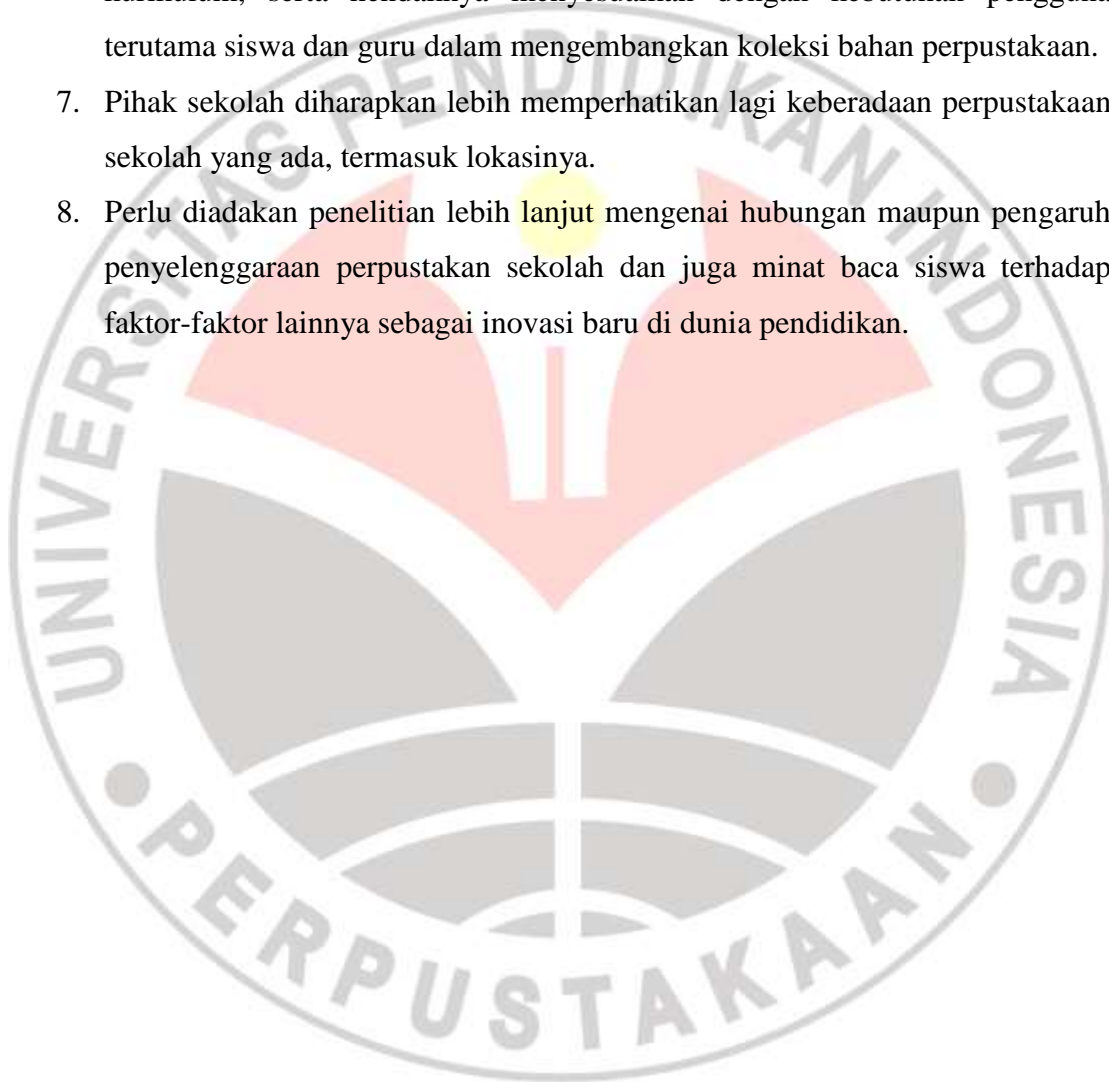 terutama siswa dan guru dalam mengembangkan koleksi bahan perpustakaan.
7. Pihak sekolah diharapkan lebih memperhatikan lagi keberadaan perpustakaan
sekolah yang ada, termasuk lokasinya.
8. Perlu diadakan penelitian lebih lanjut mengenai hubungan maupun pengaruh
penyelenggaraan perpustakan sekolah dan juga minat baca siswa terhadap
faktor-faktor lainnya sebagai inovasi baru di dunia pendidikan.
UNIVERSITAS PENDIDIKAN INDONESIA
PERPUSTAKAAN